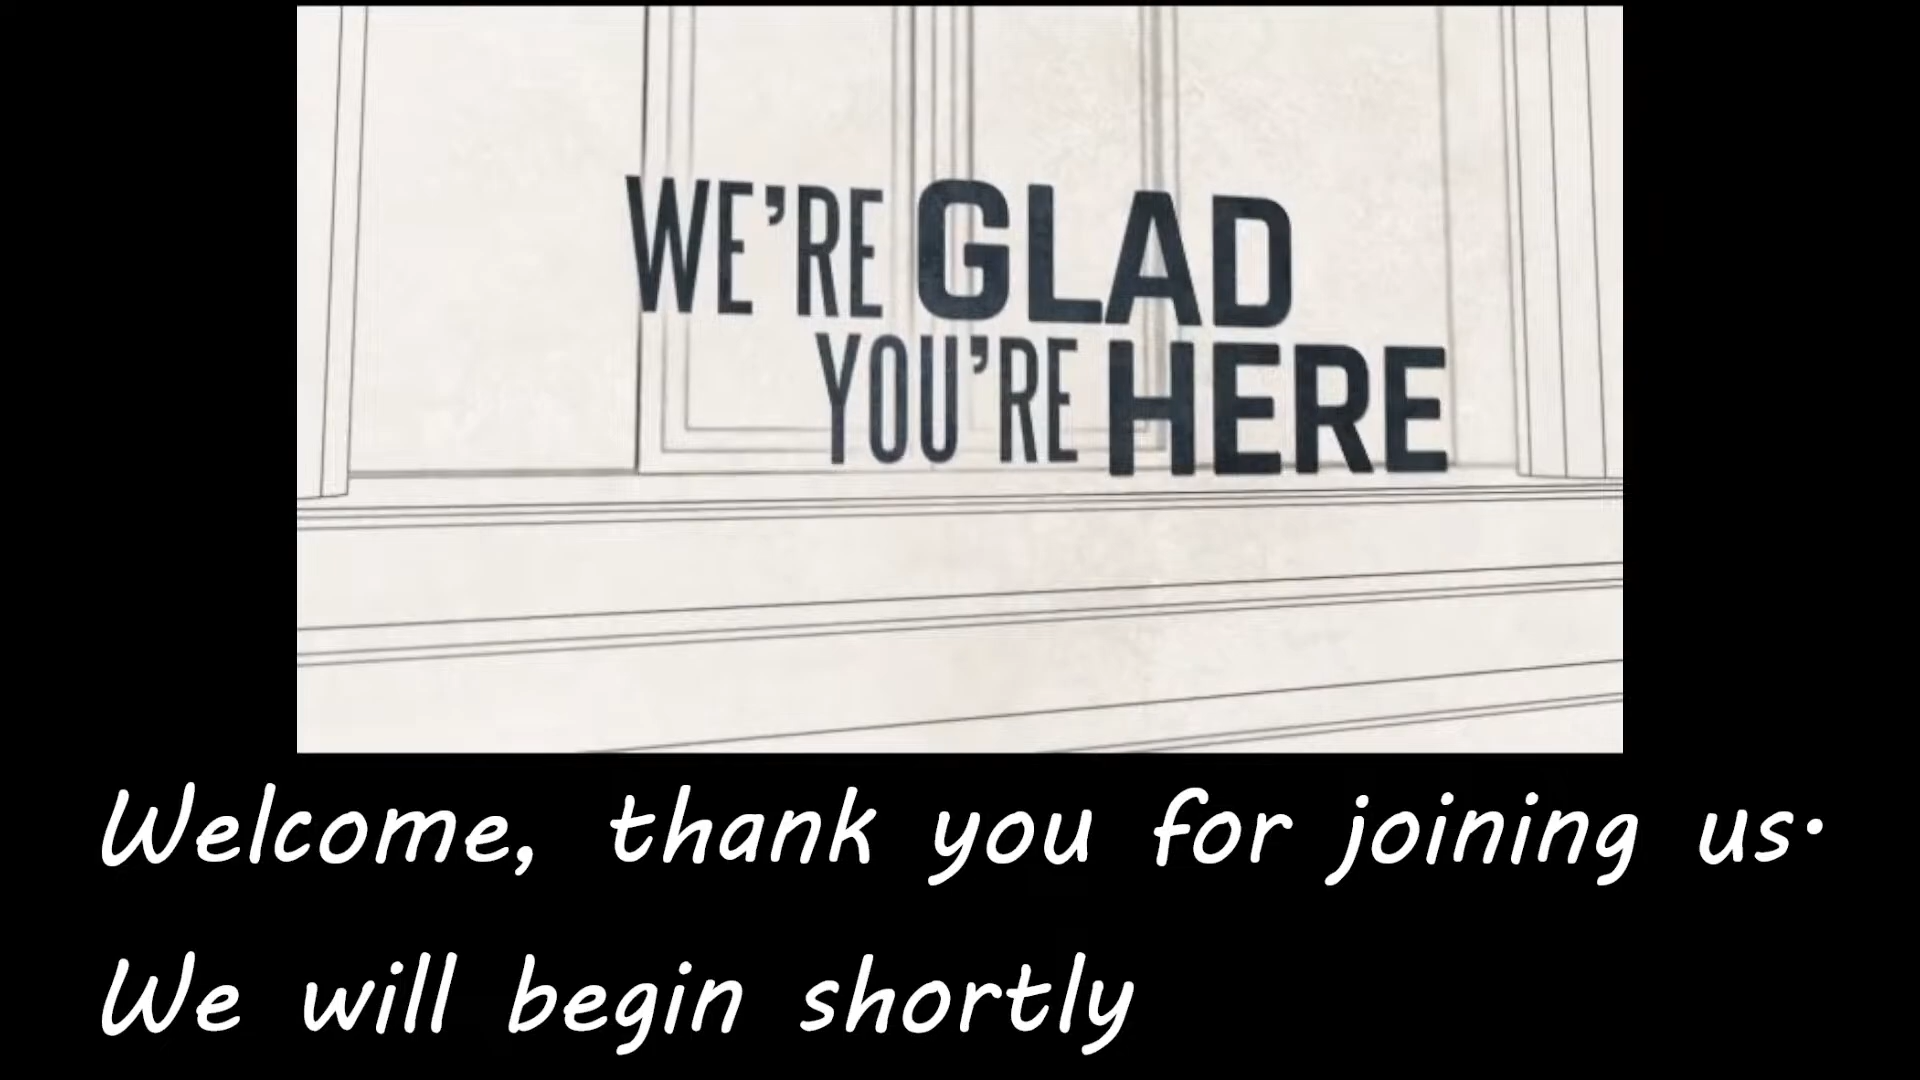 WE'RE GLAD
YOU'RE HERE
Welcome, thank you for joining us.
We will begin shortly